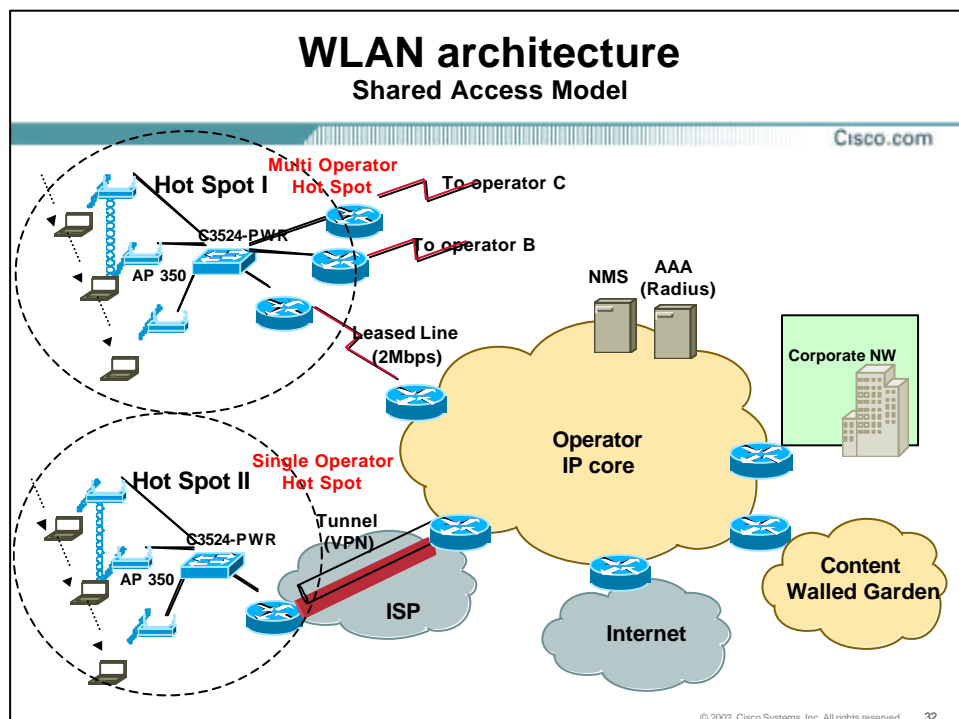 WLAN architecture
Shared Access Model
Cisco.com
Hot Spot I
Multi Operator
Hot Spot
To operator C
C3524-PWR
To operator B
AP 350
NMS
AAA
(Radius)
Leased Line
(2Mbps)
Corporate NW
Operator
IP core
Hot Spot II
Single Operator
Hot Spot
Tunnel
(VPN)
C3524-PWR
AP 350
ISP
Internet
Content
Walled Garden
© 2002, Cisco Systems, Inc. All rights reserved. 32